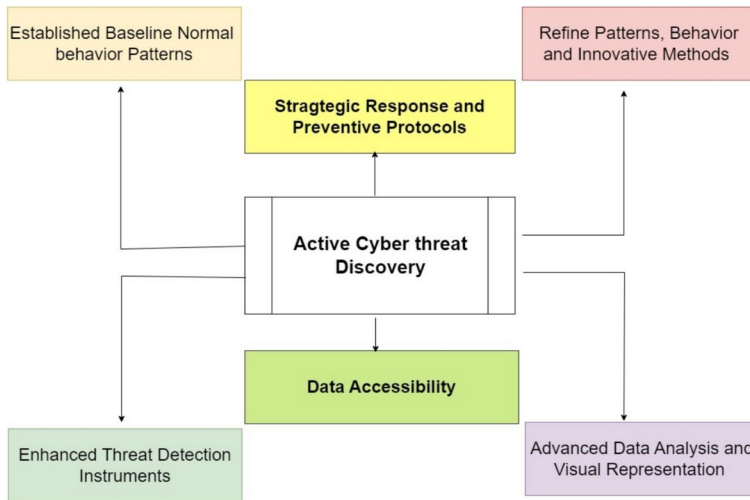 Established Baseline Normal
behavior Patterns
Refine Patterns, Behavior
and Innovative Methods
Stragtegic Response and
Preventive Protocols
Active Cyber threat
Discovery
Data Accessibility
Enhanced Threat Detection
Instruments
Advanced Data Analysis and
Visual Representation